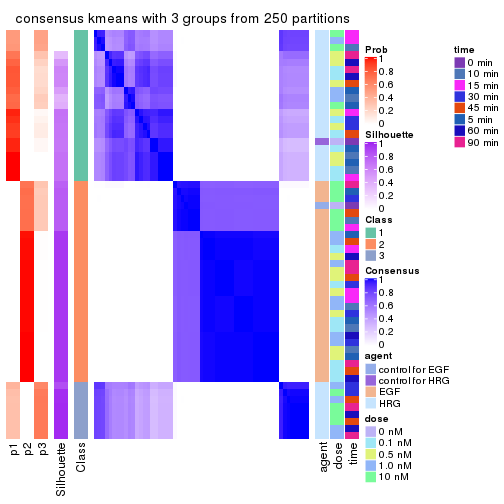 consensus kmeans with 3 groups from 250 partitions
p1
p2
p3
Silhouette
Class
agent
dose
time
Prob
1
0.8
0.6
0.4
0.2
0
Silhouette
1
0.8
0.6
0.4
0.2
0
Class
1
2
3
Consensus
1
0.8
0.6
0.4
0.2
0
agent
control for EGF
control for HRG
EGF
HRG
dose
0 nM
0.1 nM
0.5 nM
1.0 nM
10 nM
time
0 min
10 min
15 min
30 min
45 min
5 min
60 min
90 min